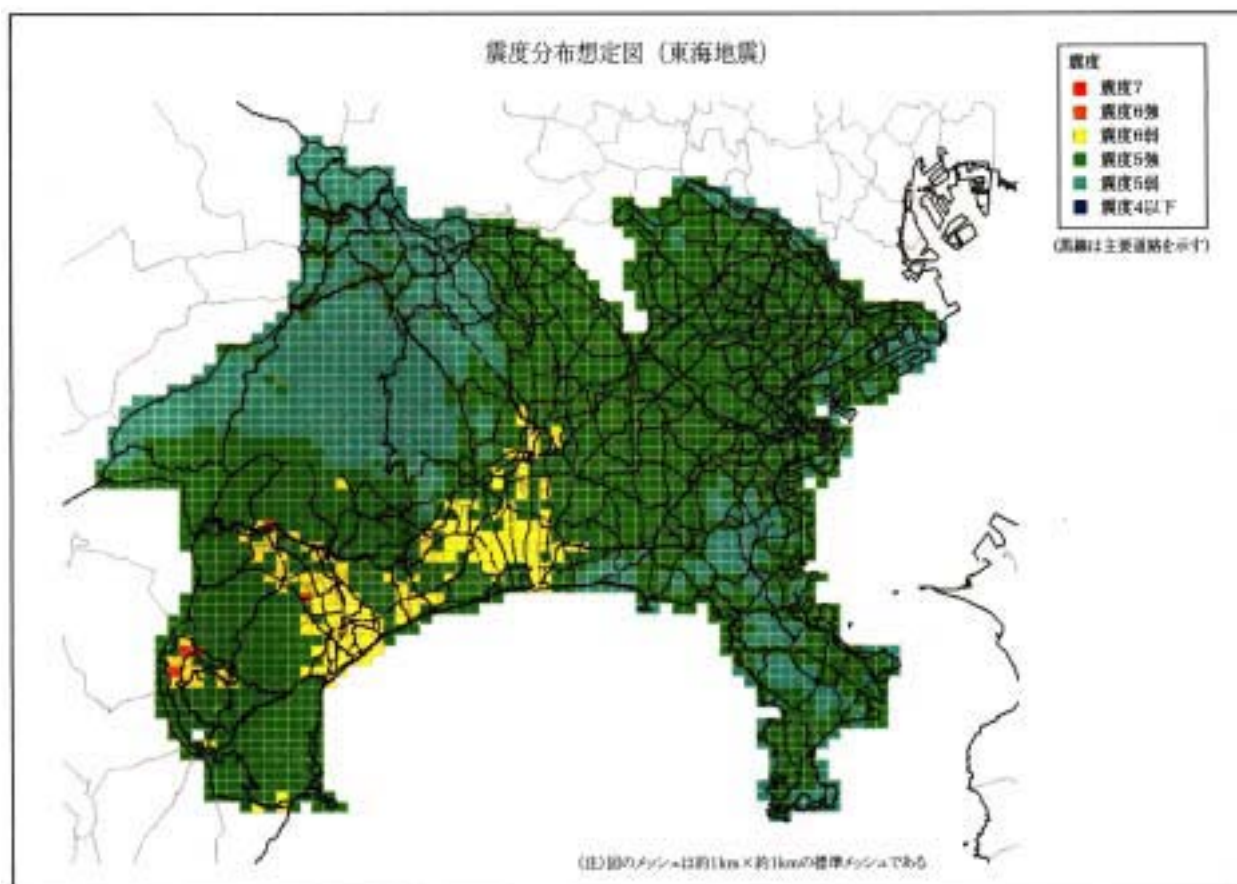 震度分布想定図（東海地震）
震度
震度7
震度6強
震度6弱
震度5強
震度5弱
震度4以下
(黒線は主要道路を示す)
(注)図のメッシュは約1km×約1kmの標準メッシュである